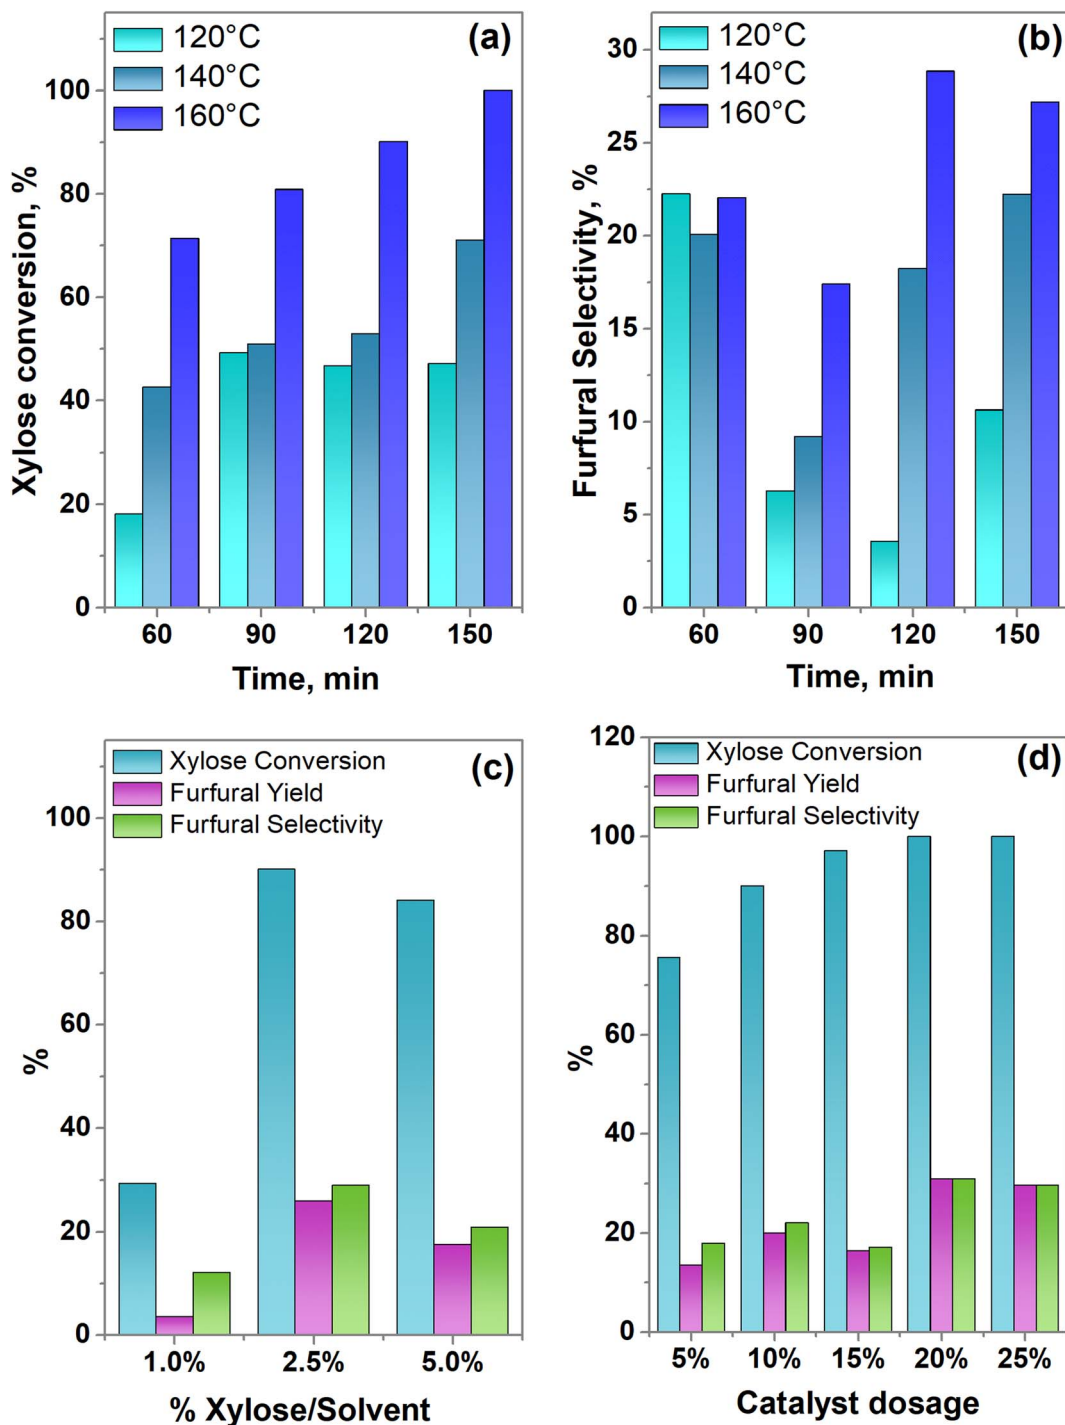 (a)
120°C
140°C
160°C
Xylose conversion, %
100
80
60
40
20
0
60 90 120 150
Time, min
(b)
120°C
140°C
160°C
Furfural Selectivity, %
30
25
20
15
10
5
0
60 90 120 150
Time, min
(c)
Xylose Conversion
Furfural Yield
Furfural Selectivity
%
100
80
60
40
20
0
1.0% 2.5% 5.0%
% Xylose/Solvent
(d)
Xylose Conversion
Furfural Yield
Furfural Selectivity
%
120
100
80
60
40
20
0
5% 10% 15% 20% 25%
Catalyst dosage